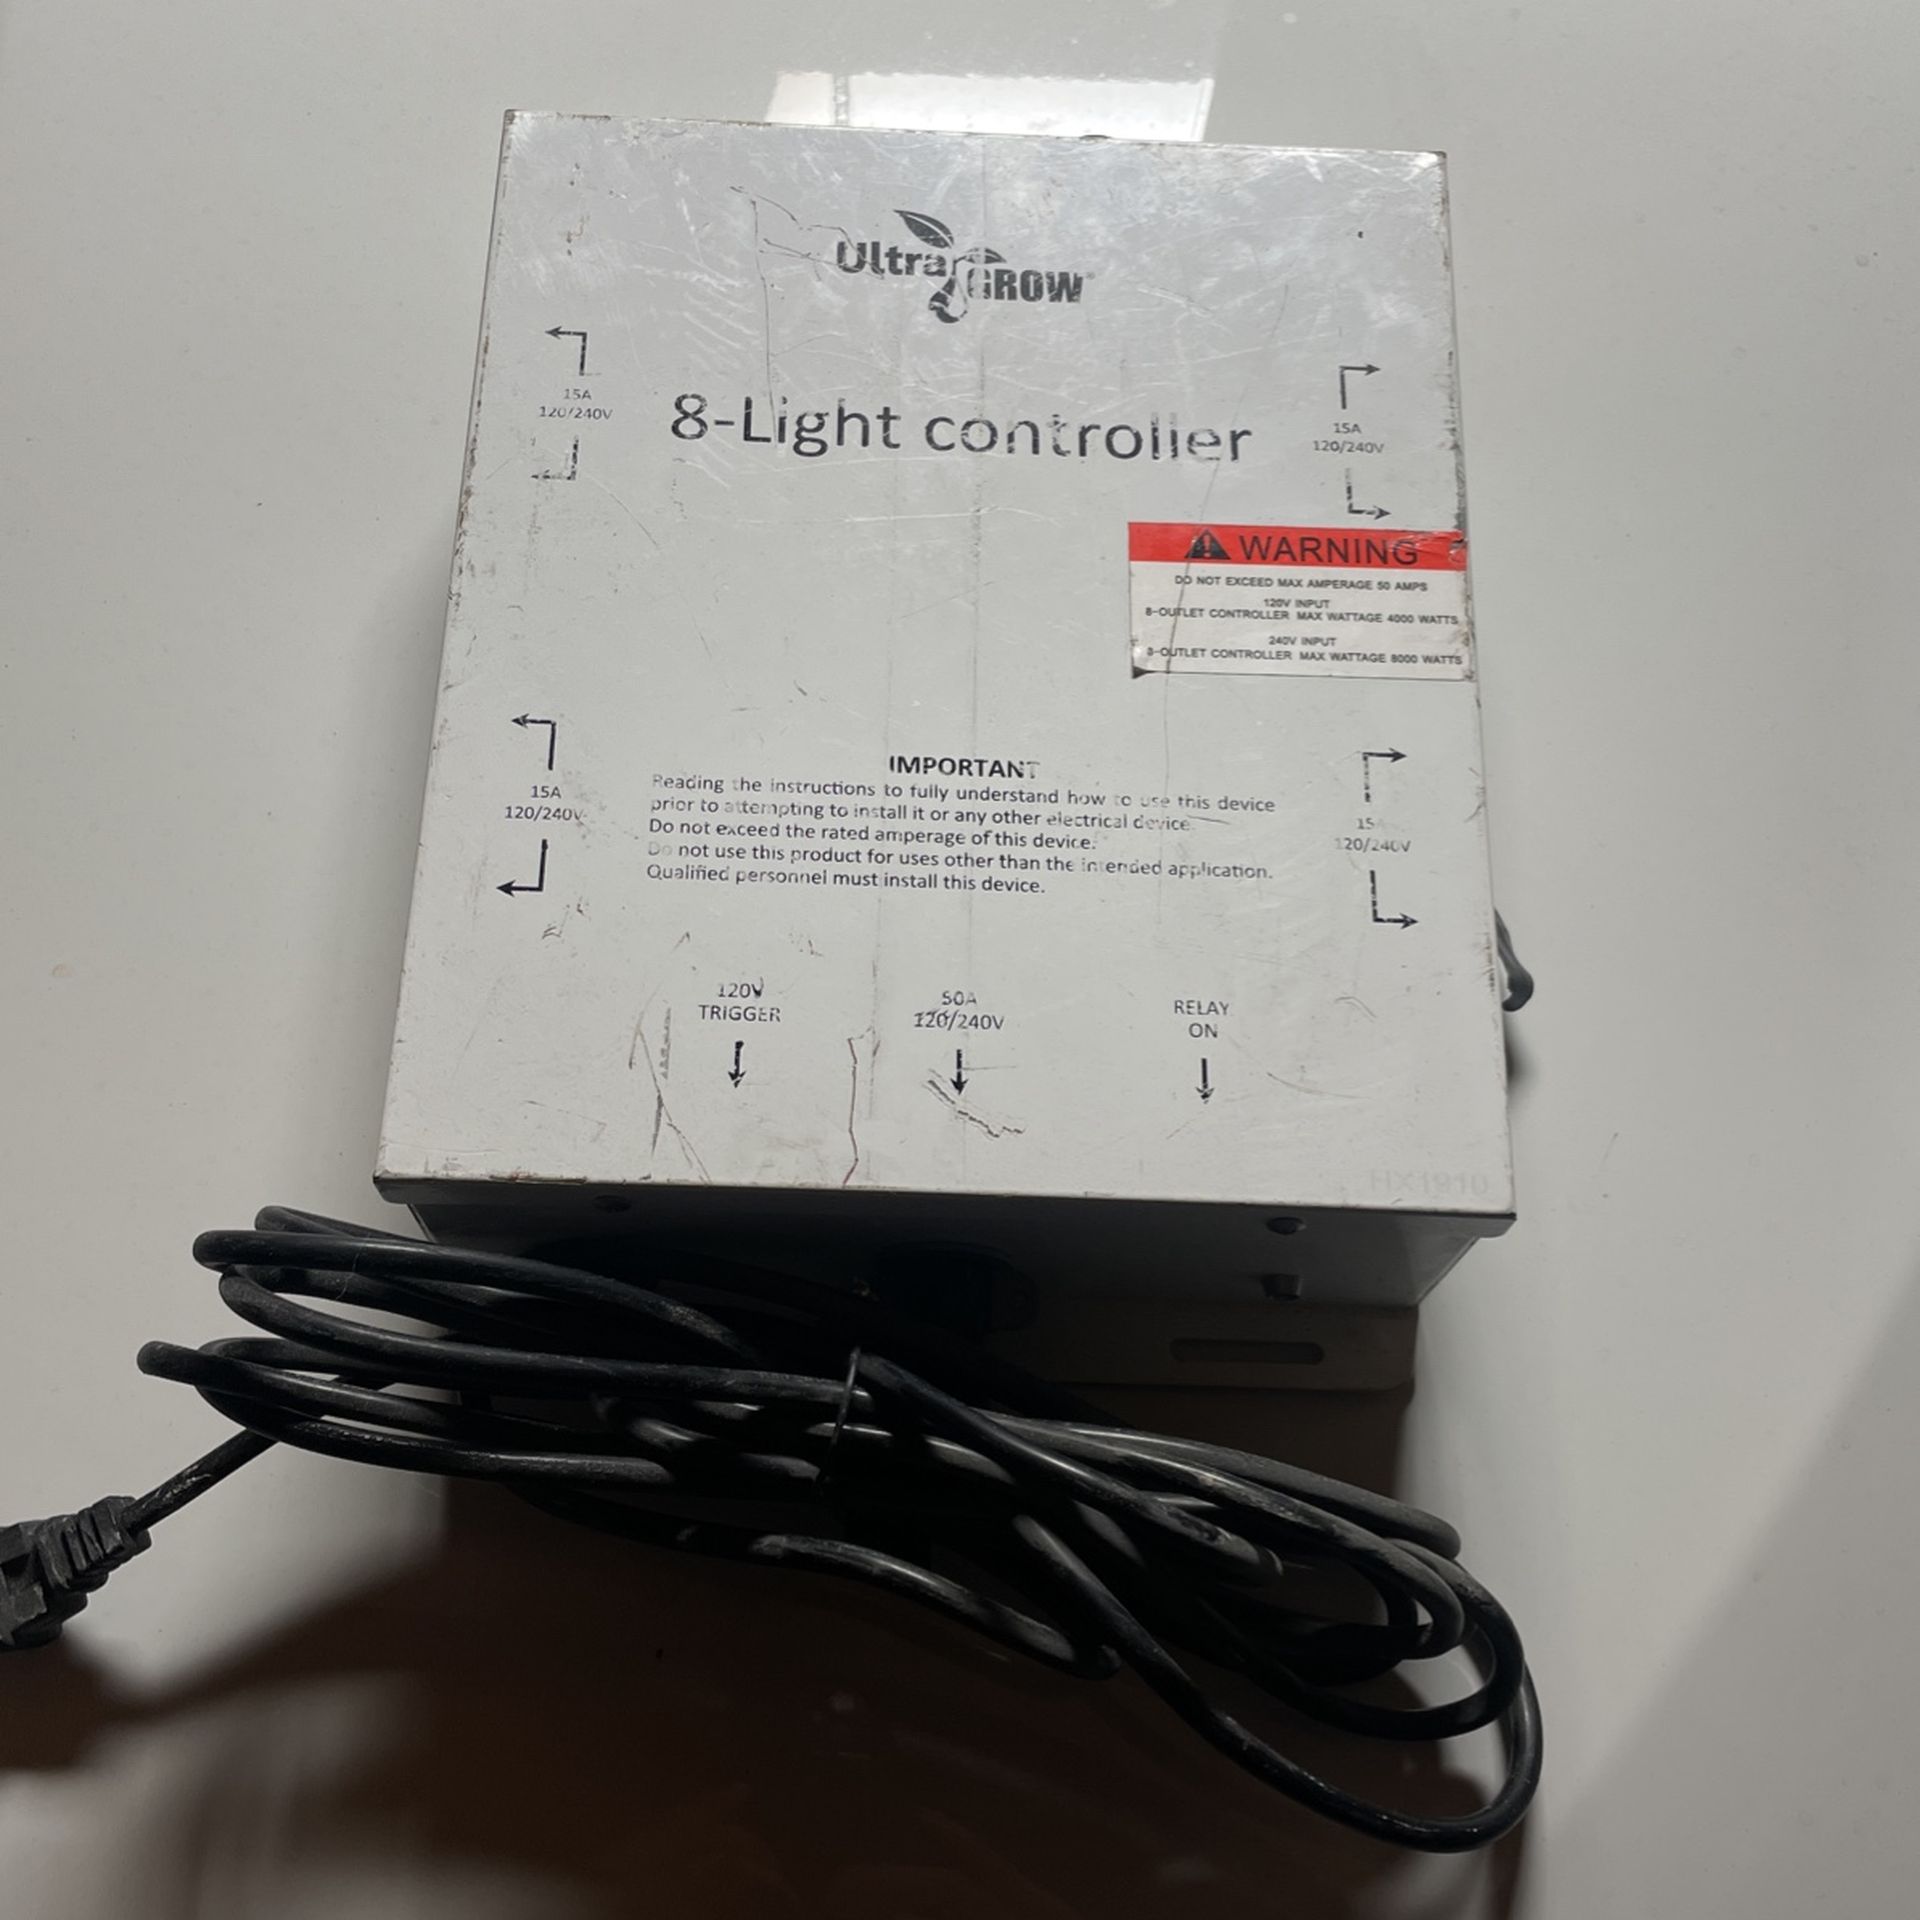 Ultra GROW®
8-Light controller
15A
120/240V
15A
120/240V
WARNING
DO NOT EXCEED MAX AMPERAGE 50 AMPS
120V INPUT
8-OUTLET CONTROLLER MAX WATTAGE 4000 WATTS
240V INPUT
8-OUTLET CONTROLLER MAX WATTAGE 8000 WATTS
15A
120/240V
15A
120/240V
IMPORTANT
Reading the instructions to fully understand how to use this device
prior to attempting to install it or any other electrical device.
Do not exceed the rated amperage of this device.
Do not use this product for uses other than the intended application.
Qualified personnel must install this device.
120V
TRIGGER
50A
120/240V
RELAY
ON
HX1910